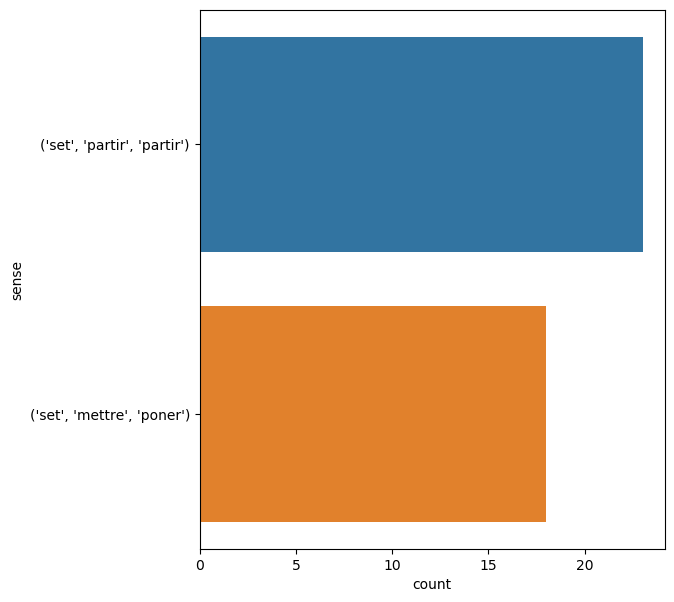 sense
('set', 'partir', 'partir')
('set', 'mettre', 'poner')
0 5 10 15 20
count